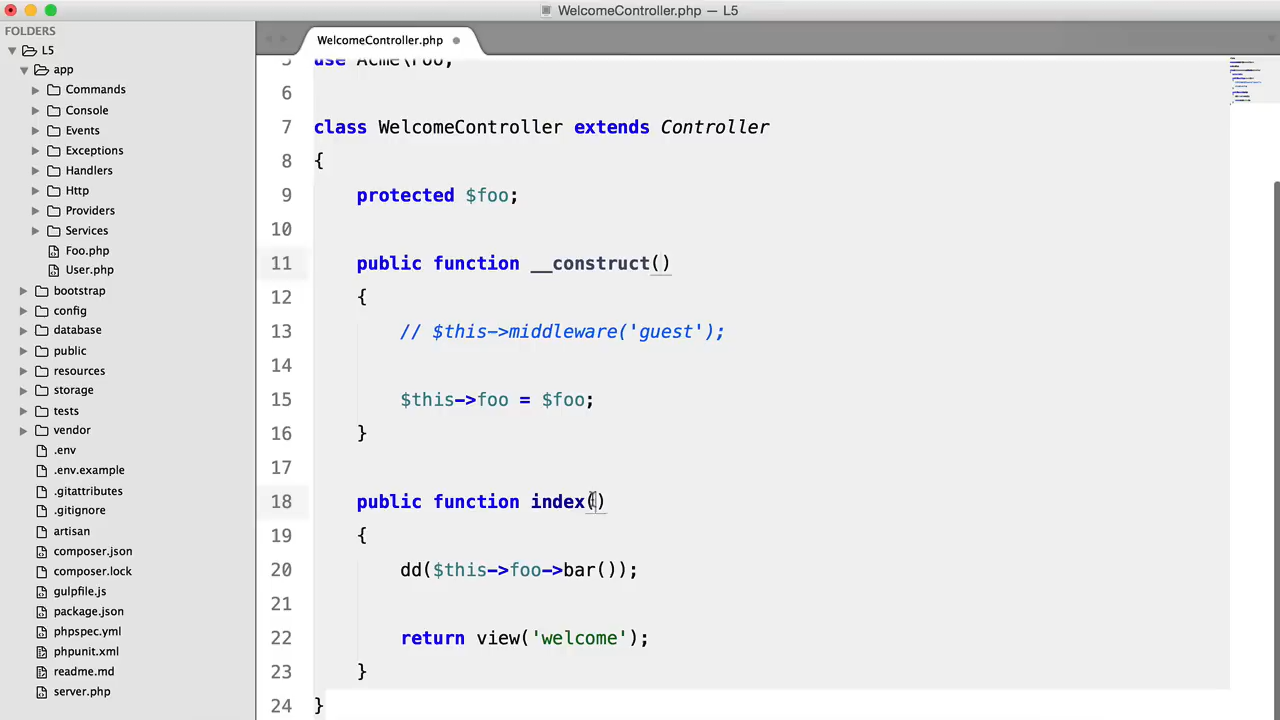 WelcomeController.php — L5
FOLDERS
L5
app
Commands
Console
Events
Exceptions
Handlers
Http
Providers
Services
Foo.php
User.php
bootstrap
config
database
public
resources
storage
tests
vendor
.env
.env.example
.gitattributes
.gitignore
artisan
composer.json
composer.lock
gulpfile.js
package.json
phpspec.yml
phpunit.xml
readme.md
server.php
WelcomeController.php
5 use Acme\Foo;
6
7 class WelcomeController extends Controller
8 {
9 protected $foo;
10
11 public function __construct()
12 {
13 // $this->middleware('guest');
14
15 $this->foo = $foo;
16 }
17
18 public function index()
19 {
20 dd($this->foo->bar());
21
22 return view('welcome');
23 }
24 }